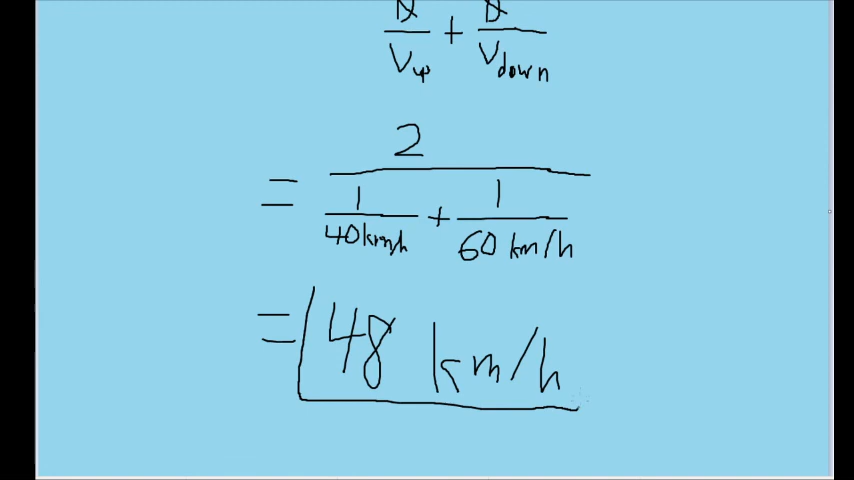 d/V_up + d/V_down
= 2/(1/40km/h + 1/60 km/h)
= 48 km/h